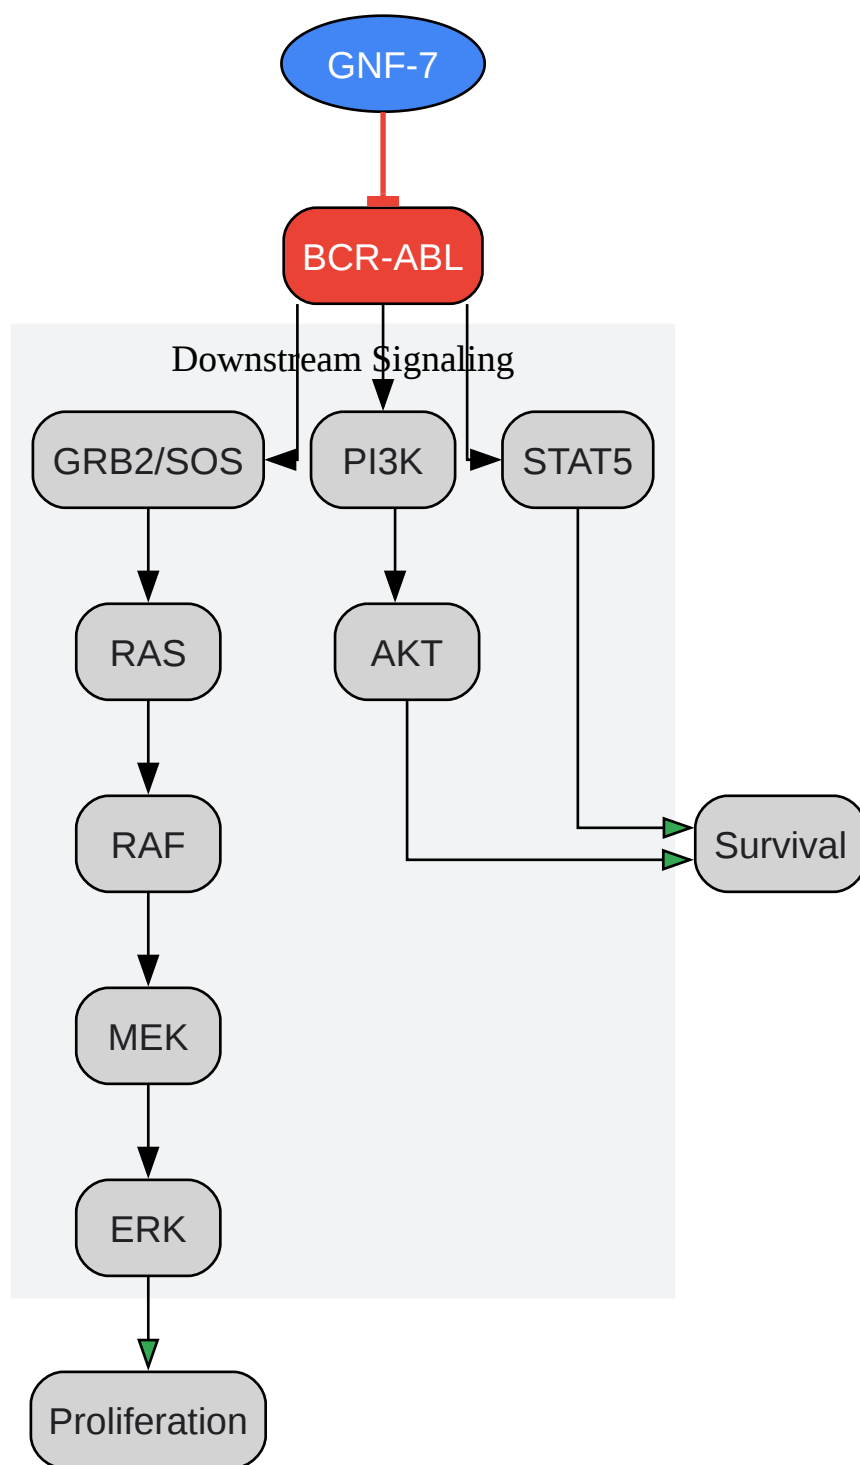 GNF-7
BCR-ABL
Downstream Signaling
GRB2/SOS
PI3K
STAT5
RAS
AKT
RAF
Survival
MEK
ERK
Proliferation